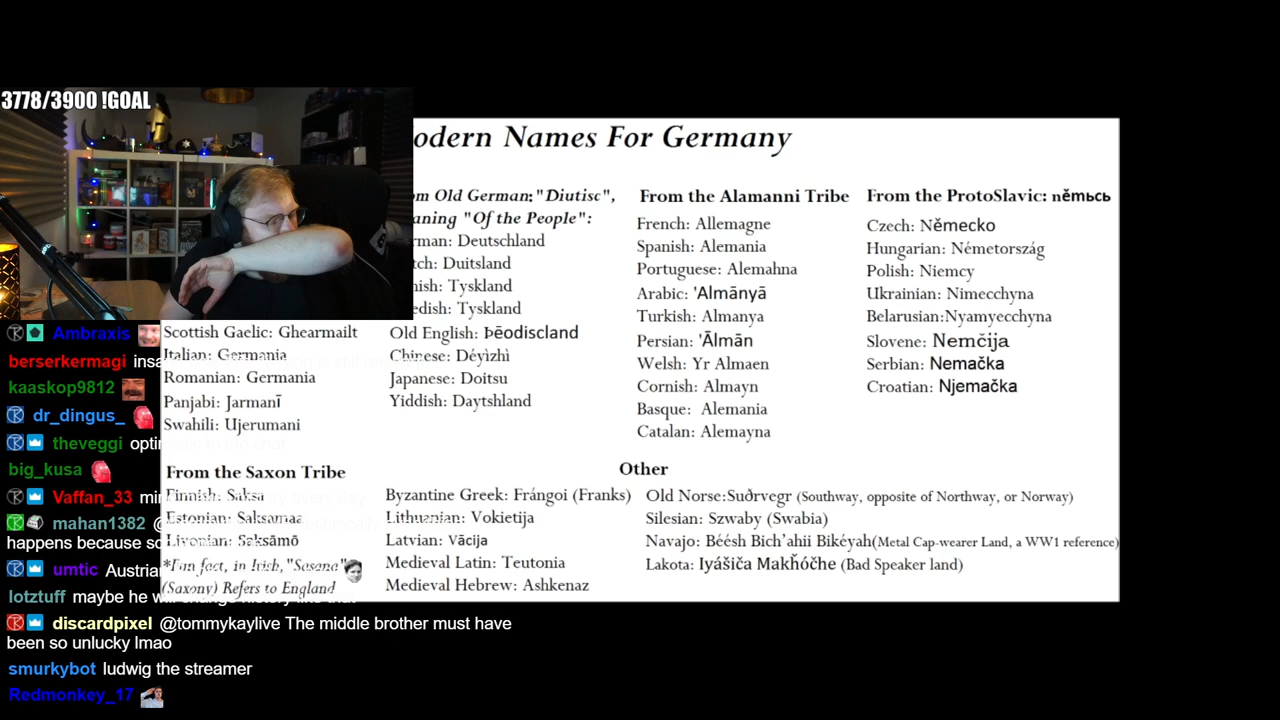 3778/3900 !GOAL
odern Names For Germany
m Old German:"Diutisc",
aning "Of the People":
rman: Deutschland
tch: Duitsland
nish: Tyskland
edish: Tyskland
Old English: Þēodiscland
Chinese: Déyìzhì
Japanese: Doitsu
Yiddish: Daytshland
From the Alamanni Tribe
French: Allemagne
Spanish: Alemania
Portuguese: Alemahna
Arabic: 'Almānyā
Turkish: Almanya
Persian: 'Ālmān
Welsh: Yr Almaen
Cornish: Almayn
Basque: Alemania
Catalan: Alemayna
From the ProtoSlavic: němьcь
Czech: Německo
Hungarian: Németország
Polish: Niemcy
Ukrainian: Nimecchyna
Belarusian:Nyamyecchyna
Slovene: Nemčija
Serbian: Nemačka
Croatian: Njemačka
Scottish Gaelic: Ghearmailt
Italian: Germania
Romanian: Germania
Panjabi: Jarmanī
Swahili: Ujerumani
From the Saxon Tribe
Finnish: Saksa
Estonian: Saksamaa
Livonian: Saksāmō
*Fun fact, in Irish,"Sasana"
(Saxony) Refers to England
Other
Byzantine Greek: Frángoi (Franks)
Lithuanian: Vokietija
Latvian: Vācija
Medieval Latin: Teutonia
Medieval Hebrew: Ashkenaz
Old Norse:Suðrvegr (Southway, opposite of Northway, or Norway)
Silesian: Szwaby (Swabia)
Navajo: Béésh Bich'ahii Bikéyah(Metal Cap-wearer Land, a WW1 reference)
Lakota: Iyášiča Makȟóčhe (Bad Speaker land)
Ambraxis
berserkermagi
kaaskop9812
dr_dingus_
theveggi
big_kusa
Vaffan_33
mahan1382
happens because
umtic Austrian
lotztuff maybe he will change history like that
discardpixel @tommykaylive The middle brother must have
been so unlucky lmao
smurkybot ludwig the streamer
Redmonkey_17